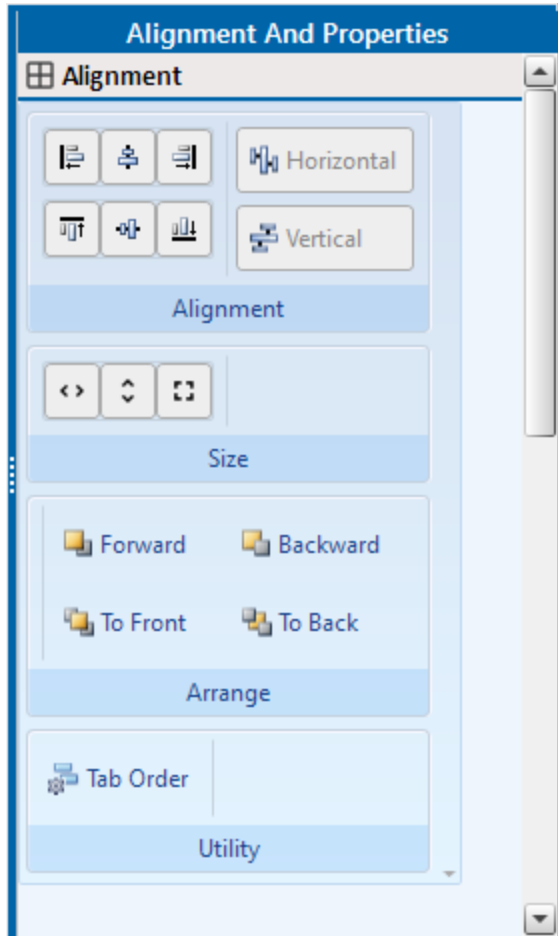 Alignment And Properties
Alignment
Horizontal
Vertical
Alignment
Size
Forward Backward
To Front To Back
Arrange
Tab Order
Utility